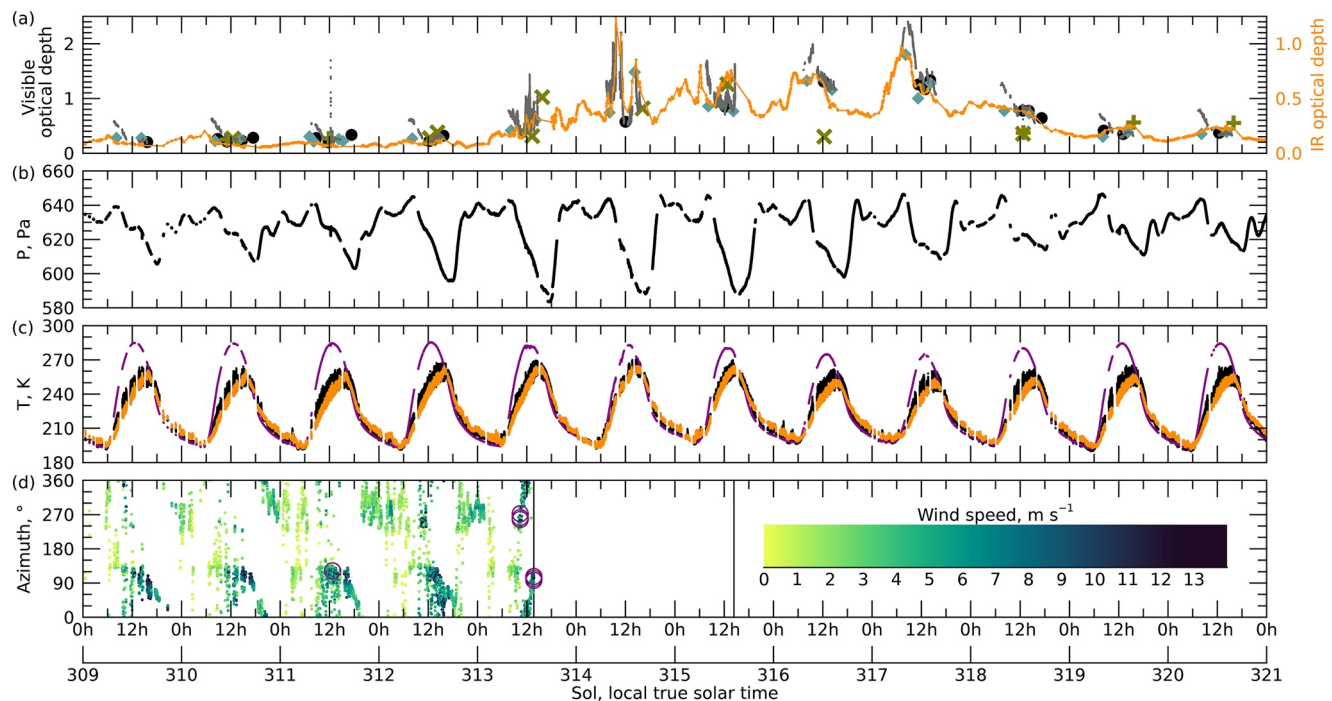 (a)
Visible
optical depth
2
1
0
1.0
0.5
0.0
IR optical depth
(b)
P, Pa
660
640
620
600
580
(c)
T, K
300
270
240
210
180
(d)
Azimuth, °
360
270
180
90
0
Wind speed, m s⁻¹
0 1 2 3 4 5 6 7 8 9 10 11 12 13
0h 12h 0h 12h 0h 12h 0h 12h 0h 12h 0h 12h 0h 12h 0h 12h 0h 12h 0h 12h 0h 12h 0h 12h 0h
309 310 311 312 313 314 315 316 317 318 319 320 321
Sol, local true solar time